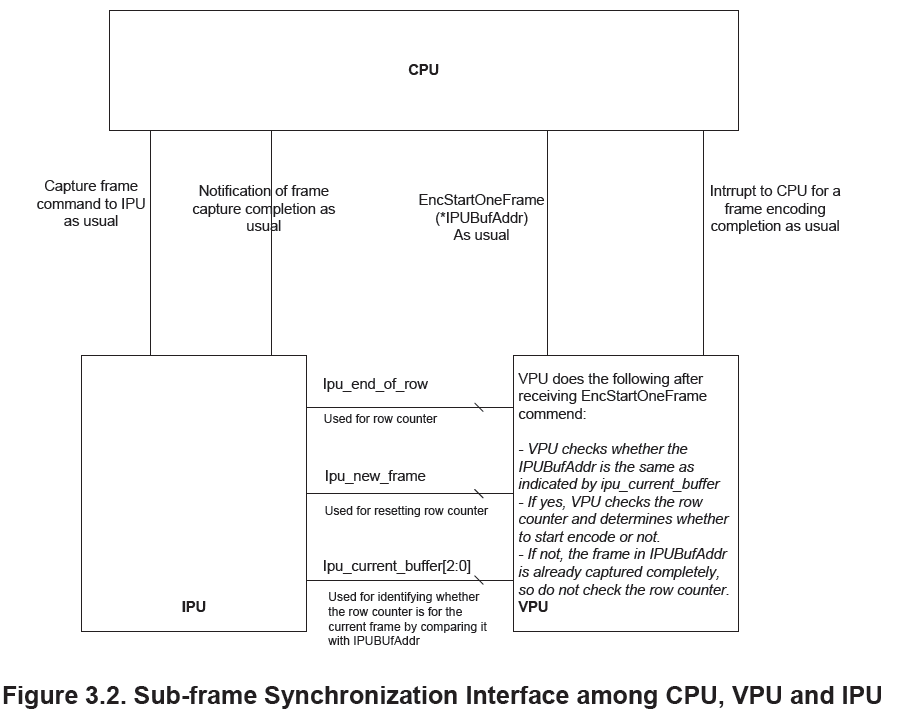 CPU
Capture frame
command to IPU
as usual
Notification of frame
capture completion as
usual
EncStartOneFrame
(*IPUBufAddr)
As usual
Intrrupt to CPU for a
frame encoding
completion as usual
Ipu_end_of_row
Used for row counter
Ipu_new_frame
Used for resetting row counter
Ipu_current_buffer[2:0]
Used for identifying whether
the row counter is for the
current frame by comparing it
with IPUBUfAddr
IPU
VPU does the following after
receiving EncStartOneFrame
commend:
- VPU checks whether the
IPUBufAddr is the same as
indicated by ipu_current_buffer
- If yes, VPU checks the row
counter and determines whether
to start encode or not.
- If not, the frame in IPUBufAddr
is already captured completely,
so do not check the row counter.
VPU
Figure 3.2. Sub-frame Synchronization Interface among CPU, VPU and IPU